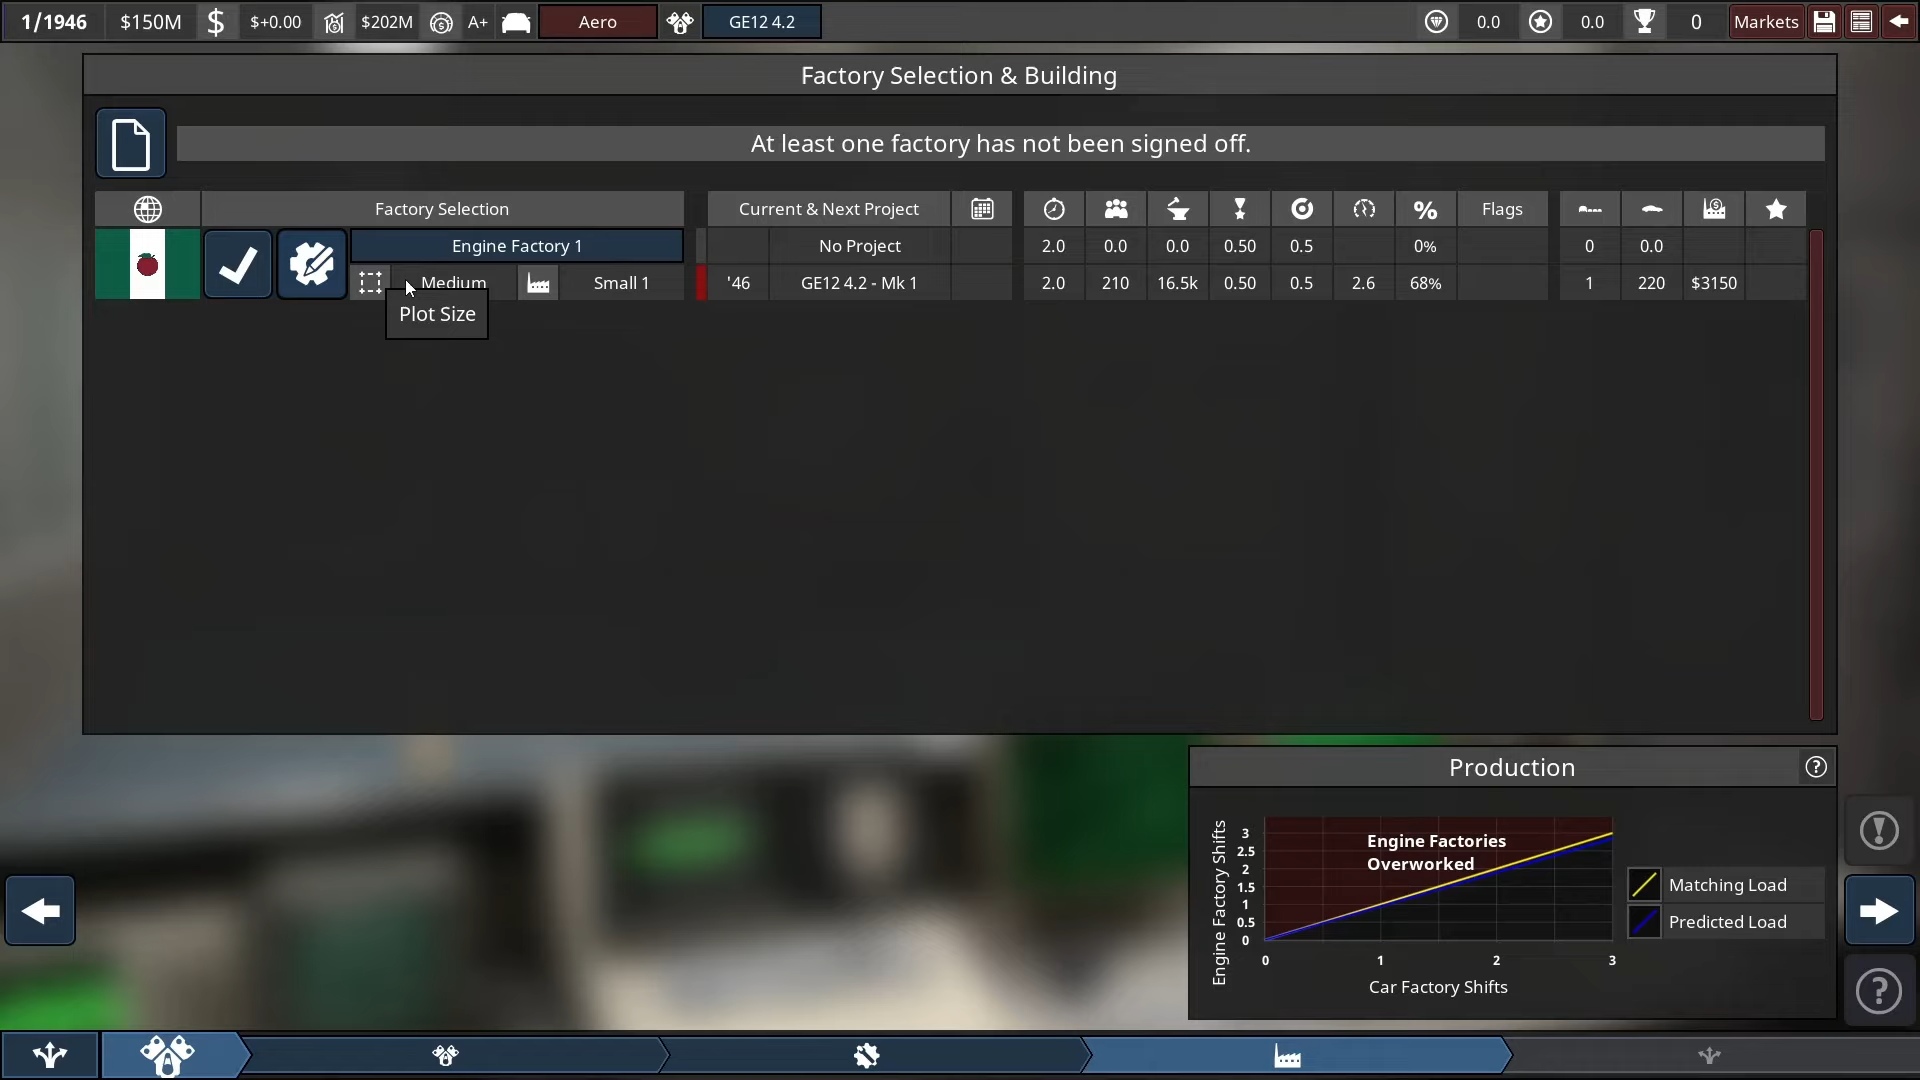 1/1946 $150M $+0.00 $202M A+ Aero GE12 4.2 0.0 0.0 0 Markets
Factory Selection & Building
At least one factory has not been signed off.
Factory Selection Current & Next Project % Flags
Engine Factory 1 No Project 2.0 0.0 0.0 0.50 0.5 0% 0 0.0
Medium Small 1 '46 GE12 4.2 - Mk 1 2.0 210 16.5k 0.50 0.5 2.6 68% 1 220 $3150
Plot Size
Production
Engine Factory Shifts
3
2.5
2
1.5
1
0.5
0
Engine Factories
Overworked
0 1 2 3
Car Factory Shifts
Matching Load
Predicted Load